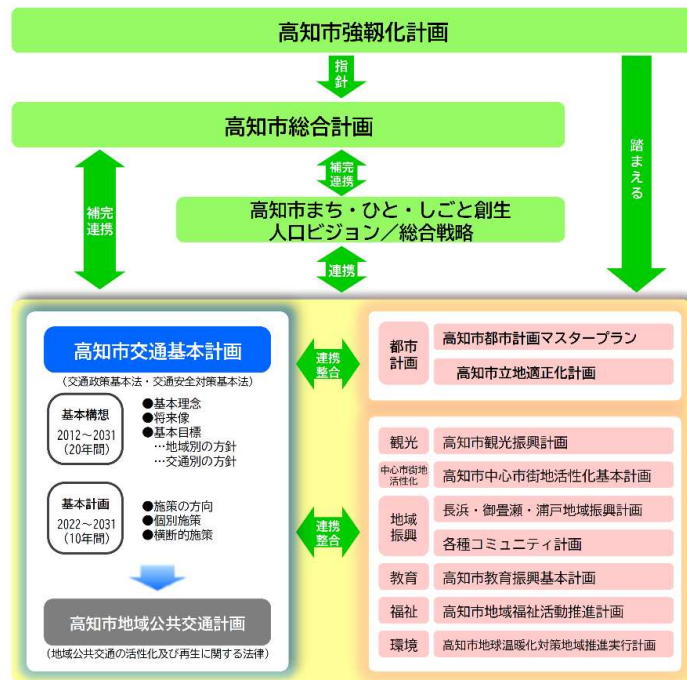 高知市強靱化計画
指針
高知市総合計画
踏まえる
補完
連携
補完
連携
高知市まち・ひと・しごと創生
人口ビジョン／総合戦略
連携
高知市交通基本計画
(交通政策基本法・交通安全対策基本法)
基本構想
2012～2031
(20年間)
●基本理念
●将来像
●基本目標
…地域別の方針
…交通別の方針
基本計画
2022～2031
(10年間)
●施策の方向
●個別施策
●横断的施策
高知市地域公共交通計画
(地域公共交通の活性化及び再生に関する法律)
連携
整合
連携
整合
都市
計画
高知市都市計画マスタープラン
高知市立地適正化計画
観光
高知市観光振興計画
中心市街地
活性化
高知市中心市街地活性化基本計画
地域
振興
長浜・御畳瀬・浦戸地域振興計画
各種コミュニティ計画
教育
高知市教育振興基本計画
福祉
高知市地域福祉活動推進計画
環境
高知市地球温暖化対策地域推進実行計画